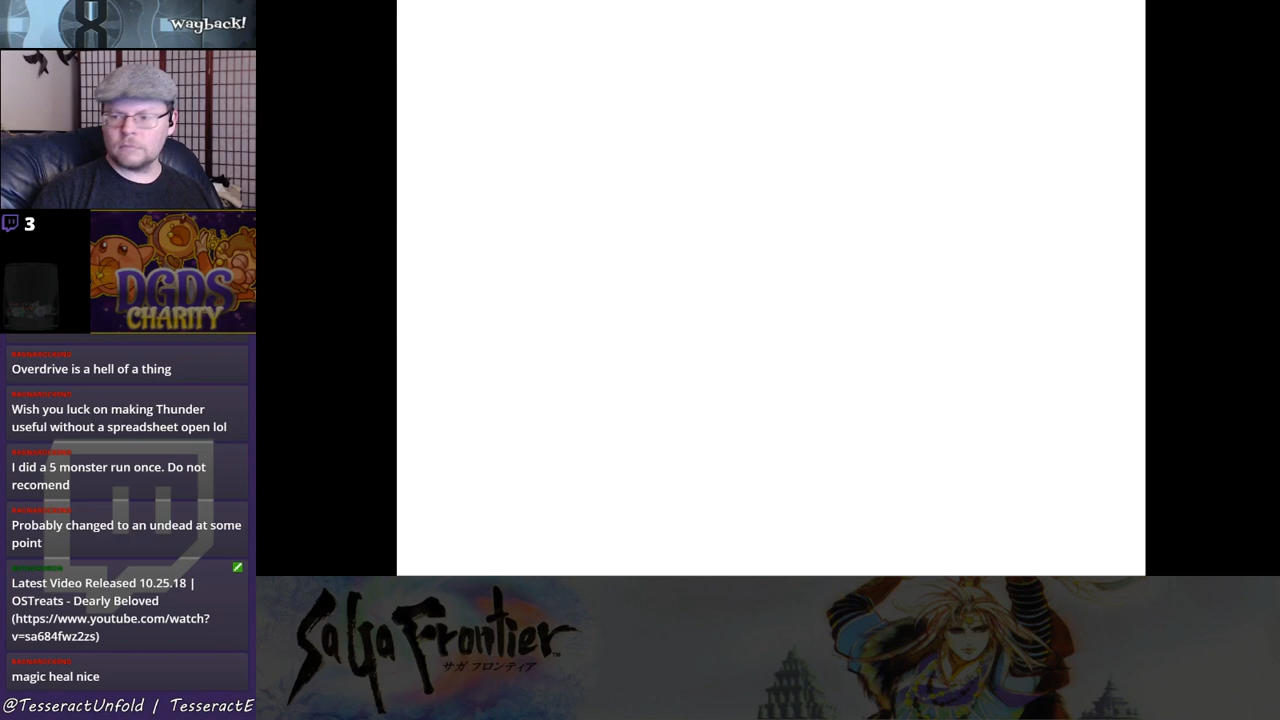 wayback!
3
DGDS
CHARITY
Overdrive is a hell of a thing
Wish you luck on making Thunder
useful without a spreadsheet open lol
I did a 5 monster run once. Do not
recomend
Probably changed to an undead at some
point
Latest Video Released 10.25.18 |
OSTreats - Dearly Beloved
(https://www.youtube.com/watch?
v=sa684fwz2zs)
magic heal nice
@TesseractUnfold / TesseractE
SaGa Frontier™
サガ フロンティア